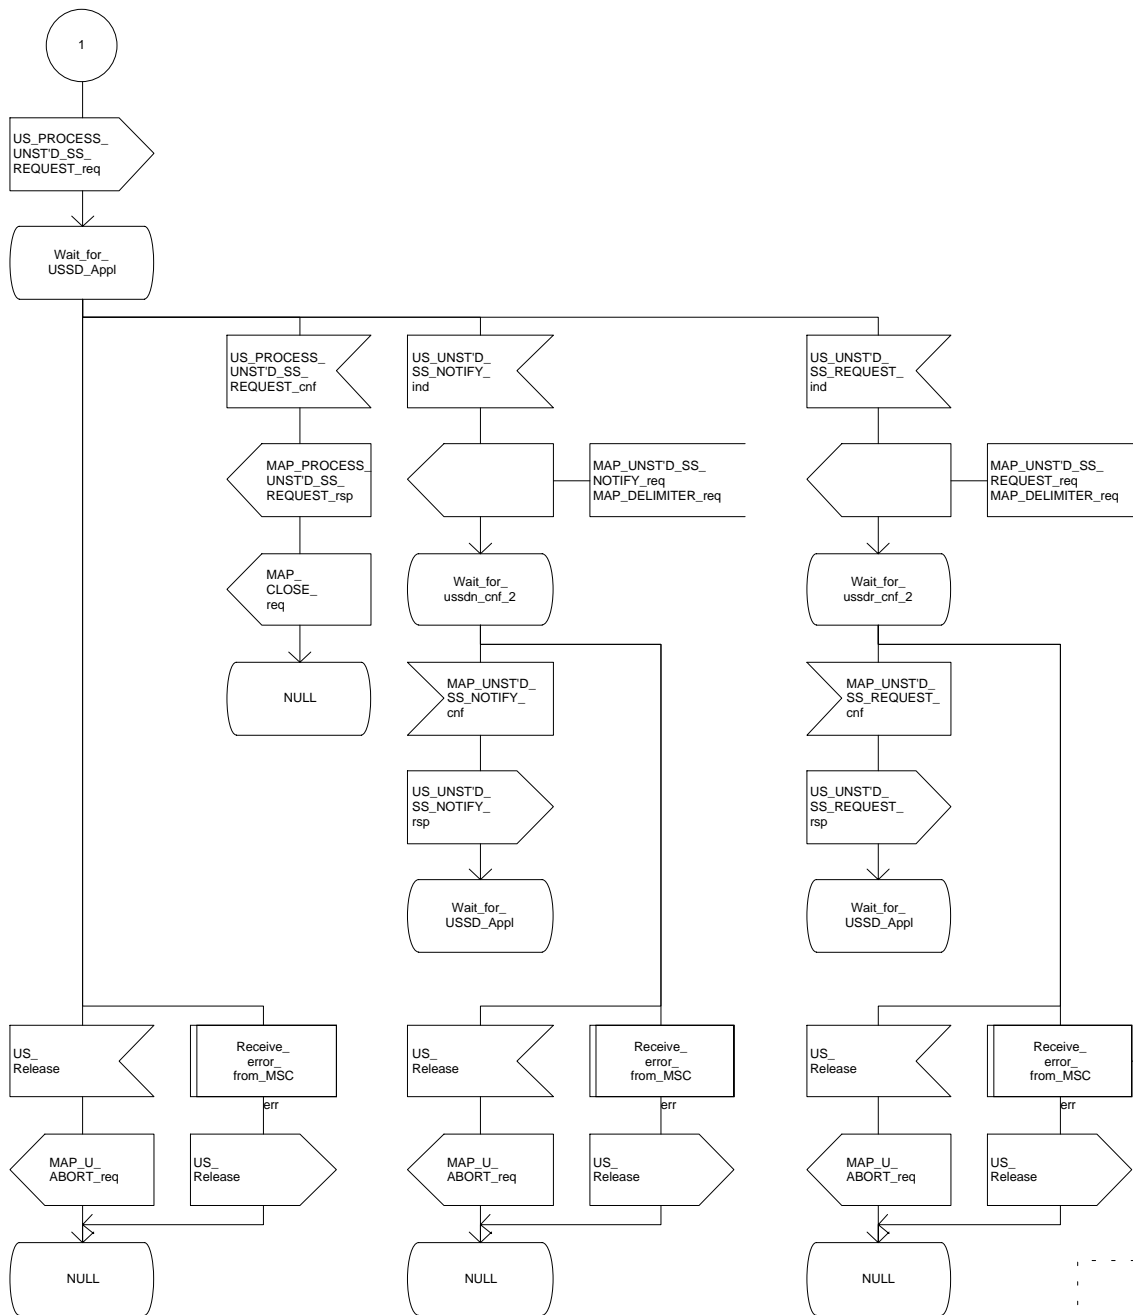 1
US_PROCESS_
UNST'D_SS_
REQUEST_req
Wait_for_
USSD_Appl
US_PROCESS_
UNST'D_SS_
REQUEST_cnf
US_UNST'D_
SS_NOTIFY_
ind
US_UNST'D_
SS_REQUEST_
ind
MAP_PROCESS_
UNST'D_SS_
REQUEST_rsp
MAP_UNST'D_SS_
NOTIFY_req
MAP_DELIMITER_req
MAP_UNST'D_SS_
REQUEST_req
MAP_DELIMITER_req
MAP_
CLOSE_
req
Wait_for_
ussdn_cnf_2
Wait_for_
ussdr_cnf_2
NULL
MAP_UNST'D_
SS_NOTIFY_
cnf
MAP_UNST'D_
SS_REQUEST_
cnf
US_UNST'D_
SS_NOTIFY_
rsp
US_UNST'D_
SS_REQUEST_
rsp
Wait_for_
USSD_Appl
Wait_for_
USSD_Appl
US_
Release
Receive_
error_
from_MSC
err
US_
Release
Receive_
error_
from_MSC
err
US_
Release
Receive_
error_
from_MSC
err
MAP_U_
ABORT_req
US_
Release
MAP_U_
ABORT_req
US_
Release
MAP_U_
ABORT_req
US_
Release
NULL
NULL
NULL